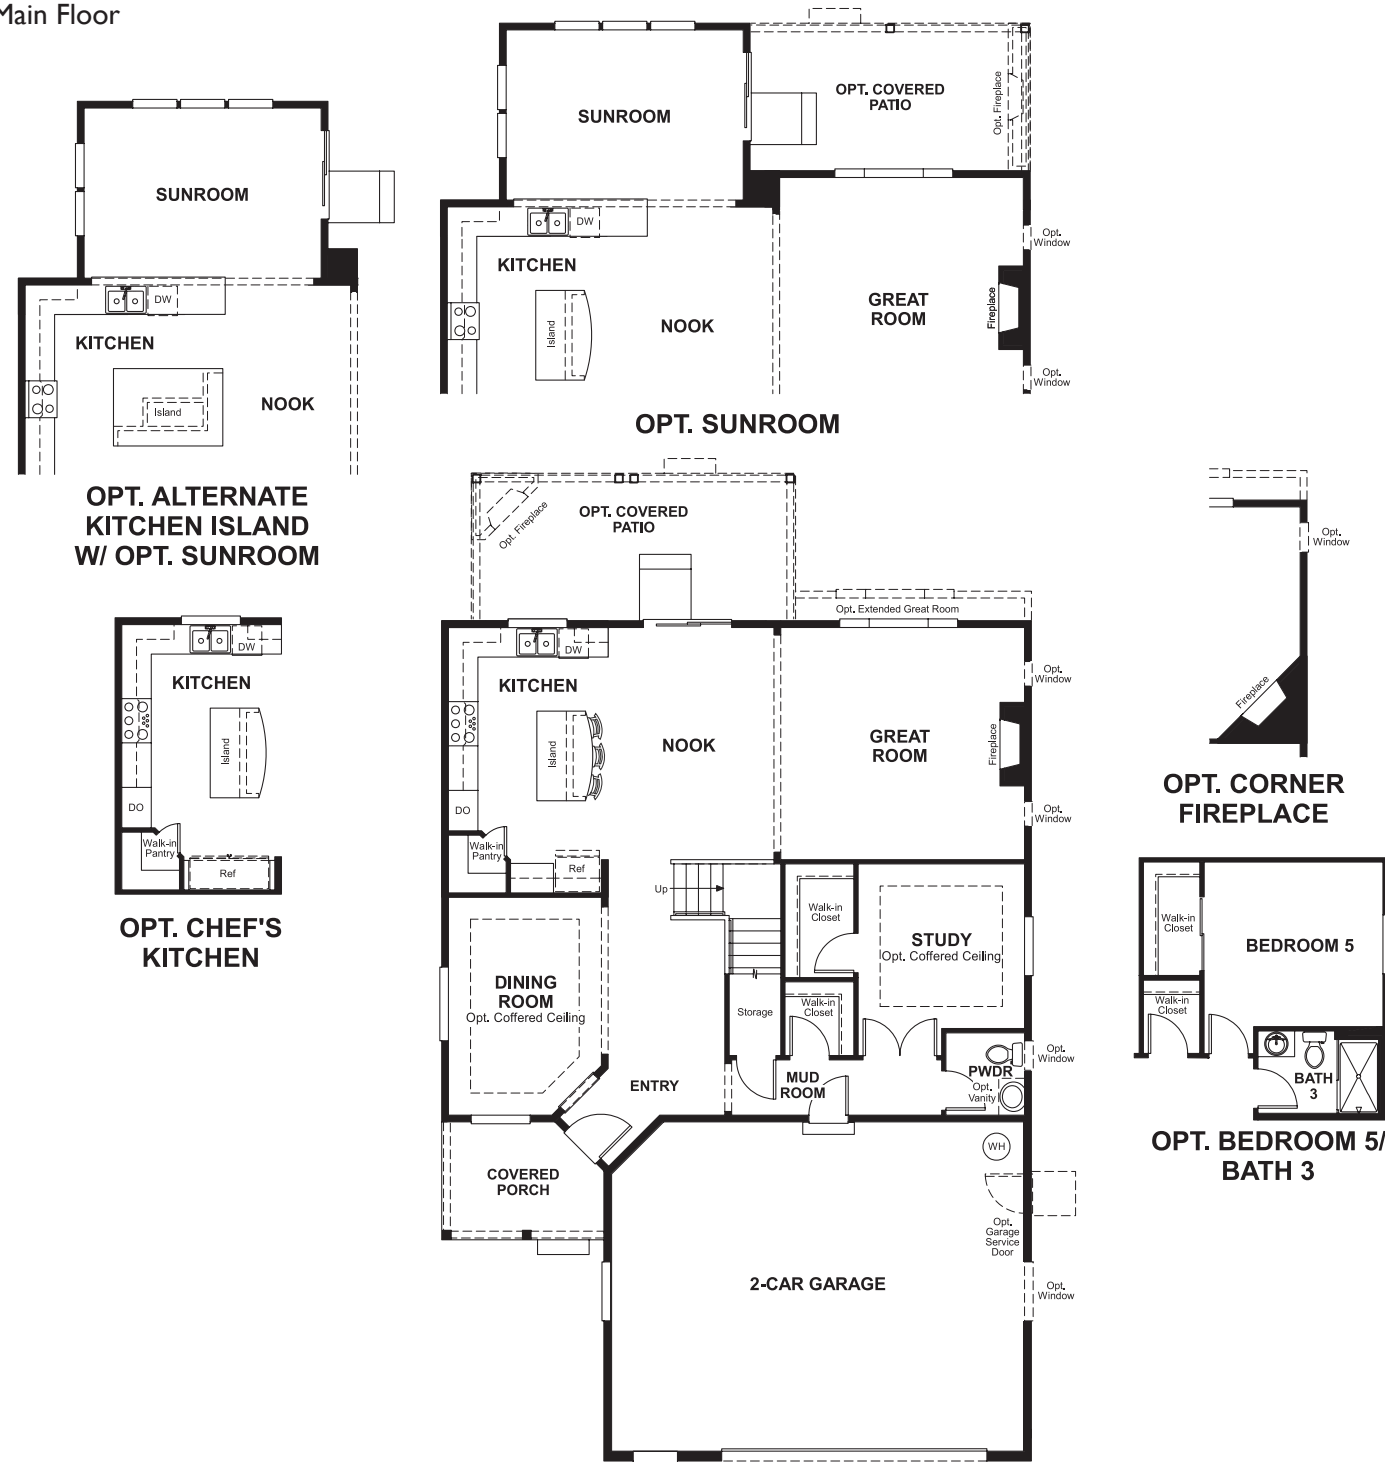 Main Floor
SUNROOM
DW
KITCHEN
Island
NOOK
OPT. ALTERNATE
KITCHEN ISLAND
W/ OPT. SUNROOM
SUNROOM
OPT. COVERED
PATIO
Opt. Fireplace
DW
KITCHEN
Island
NOOK
GREAT
ROOM
Fireplace
Opt.
Window
Opt.
Window
OPT. SUNROOM
DW
KITCHEN
Island
DO
Walk-in
Pantry
Ref
OPT. CHEF'S
KITCHEN
OPT. COVERED
PATIO
Opt. Fireplace
Opt. Extended Great Room
DW
KITCHEN
Island
NOOK
GREAT
ROOM
Fireplace
Opt.
Window
Opt.
Window
DO
Walk-in
Pantry
Ref
Up
Walk-in
Closet
STUDY
Opt. Coffered Ceiling
DINING
ROOM
Opt. Coffered Ceiling
Storage
Walk-in
Closet
ENTRY
MUD
ROOM
PWDR
Opt.
Vanity
Opt.
Window
COVERED
PORCH
WH
Opt.
Garage
Service
Door
2-CAR GARAGE
Opt.
Window
Opt.
Window
Fireplace
OPT. CORNER
FIREPLACE
Walk-in
Closet
BEDROOM 5
Walk-in
Closet
BATH
3
OPT. BEDROOM 5/
BATH 3